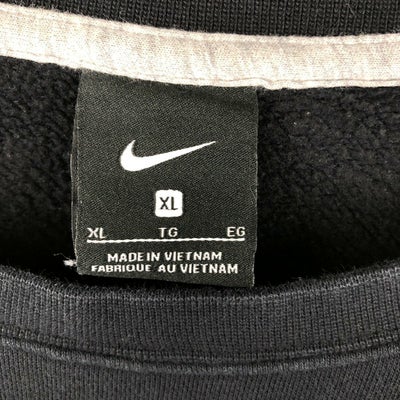 XL
XL TG EG
MADE IN VIETNAM
FABRIQUE AU VIETNAM